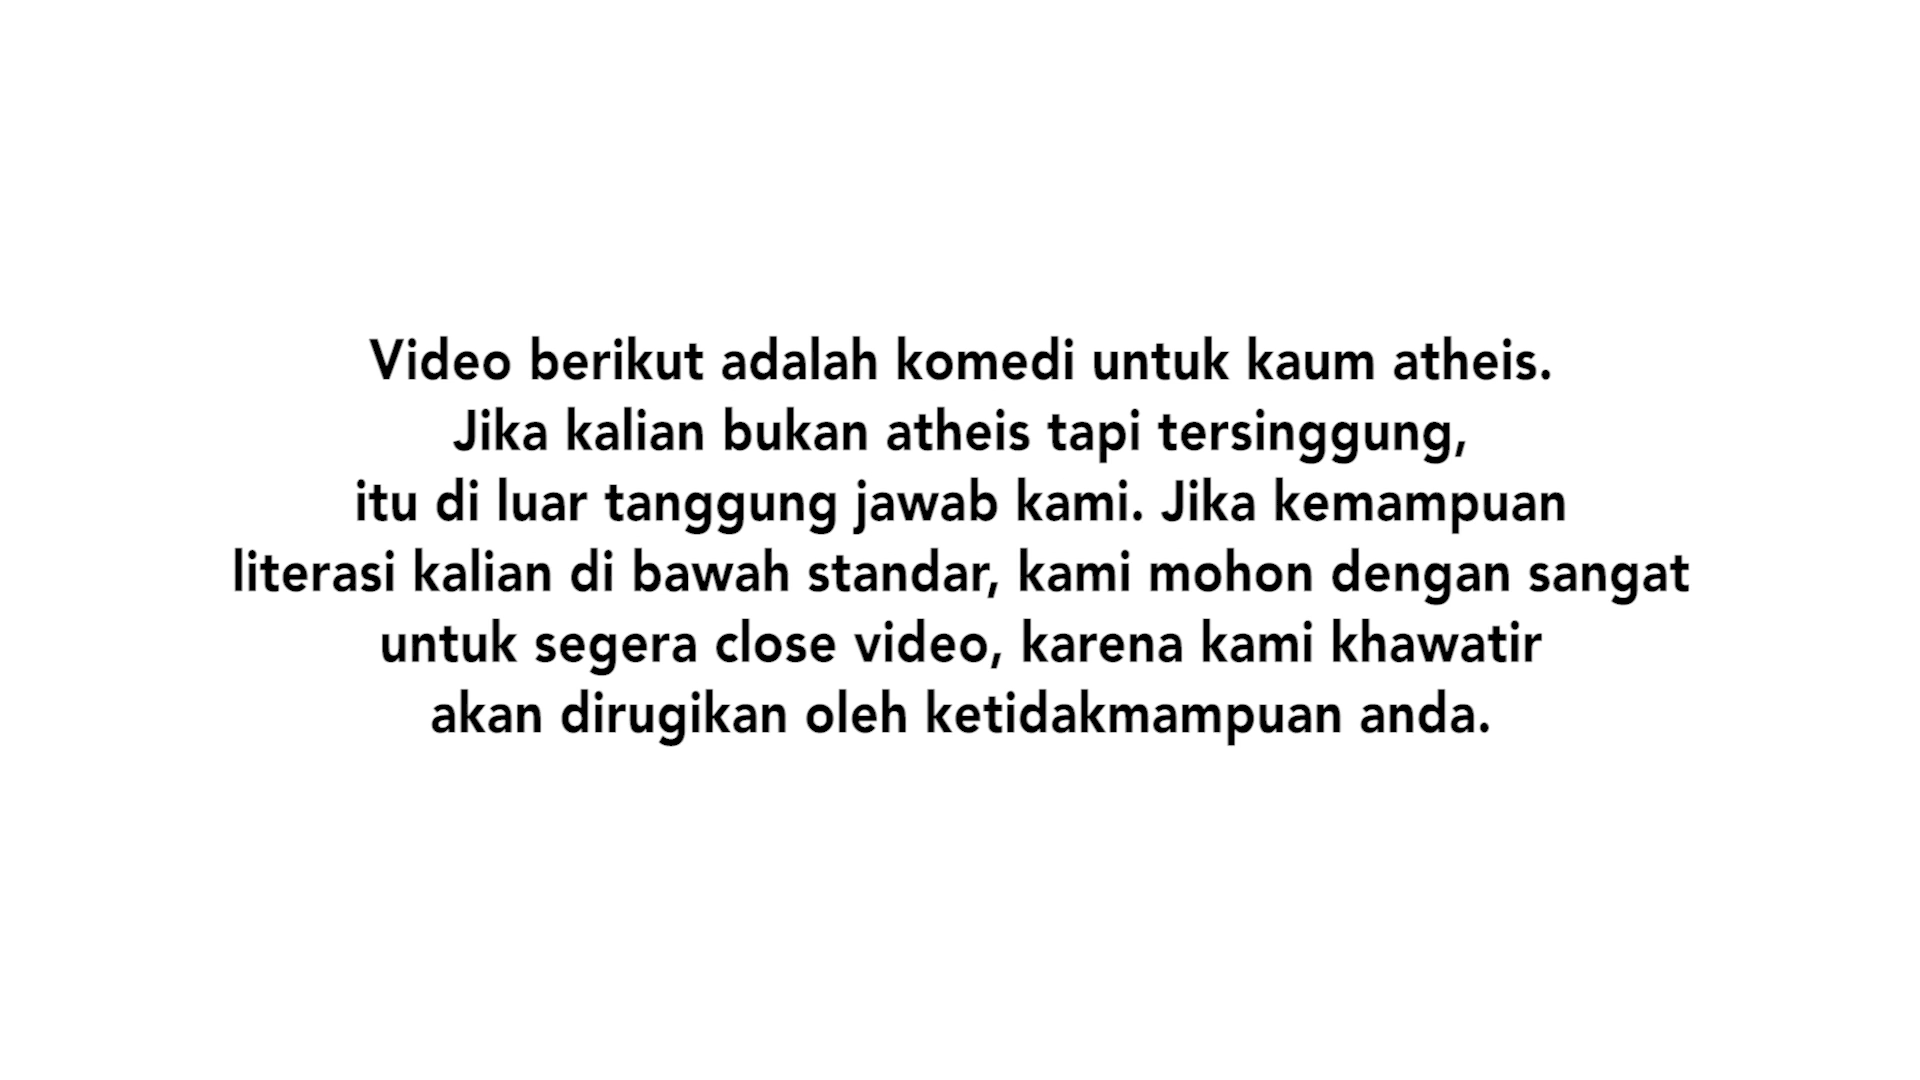 Video berikut adalah komedi untuk kaum atheis.
Jika kalian bukan atheis tapi tersinggung,
itu di luar tanggung jawab kami. Jika kemampuan
literasi kalian di bawah standar, kami mohon dengan sangat
untuk segera close video, karena kami khawatir
akan dirugikan oleh ketidakmampuan anda.